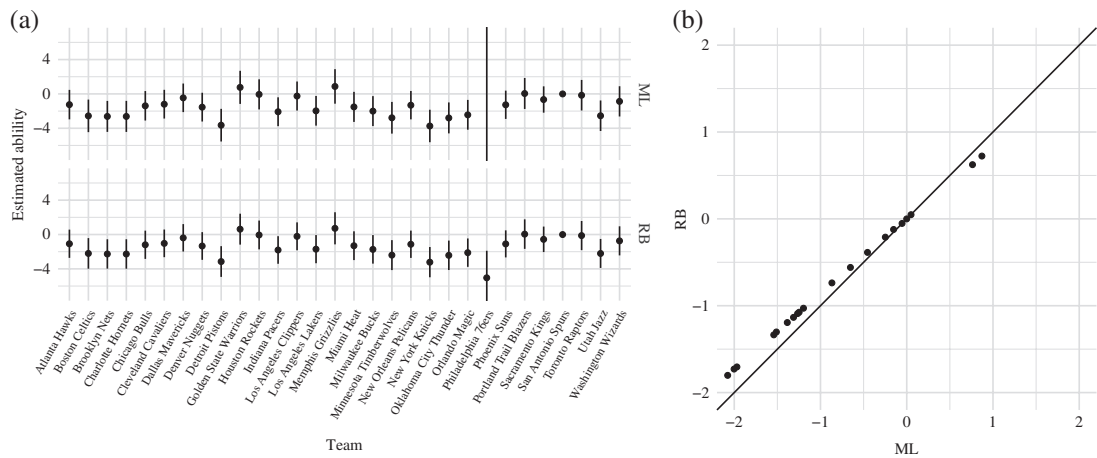 (a)
(b)
Estimated ablility
4
0
−4
ML
4
0
−4
RB
Atlanta Hawks
Boston Celtics
Brooklyn Nets
Charlotte Hornets
Chicago Bulls
Cleveland Cavaliers
Dallas Mavericks
Denver Nuggets
Detroit Pistons
Golden State Warriors
Houston Rockets
Indiana Pacers
Los Angeles Clippers
Los Angeles Lakers
Memphis Grizzlies
Miami Heat
Milwaukee Bucks
Minnesota Timberwolves
New Orleans Pelicans
New York Knicks
Oklahoma City Thunder
Orlando Magic
Philadelphia 76ers
Phoenix Suns
Portland Trail Blazers
Sacramento Kings
San Antonio Spurs
Toronto Raptors
Utah Jazz
Washington Wizards
Team
RB
2
1
0
−1
−2
−2
−1
0
1
2
ML